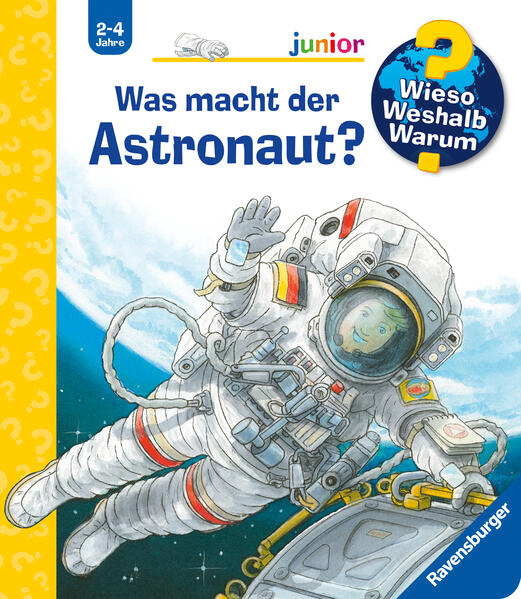 2-4
Jahre
junior
?
Wieso
Weshalb
Warum
Was macht der
Astronaut?
Ravensburger